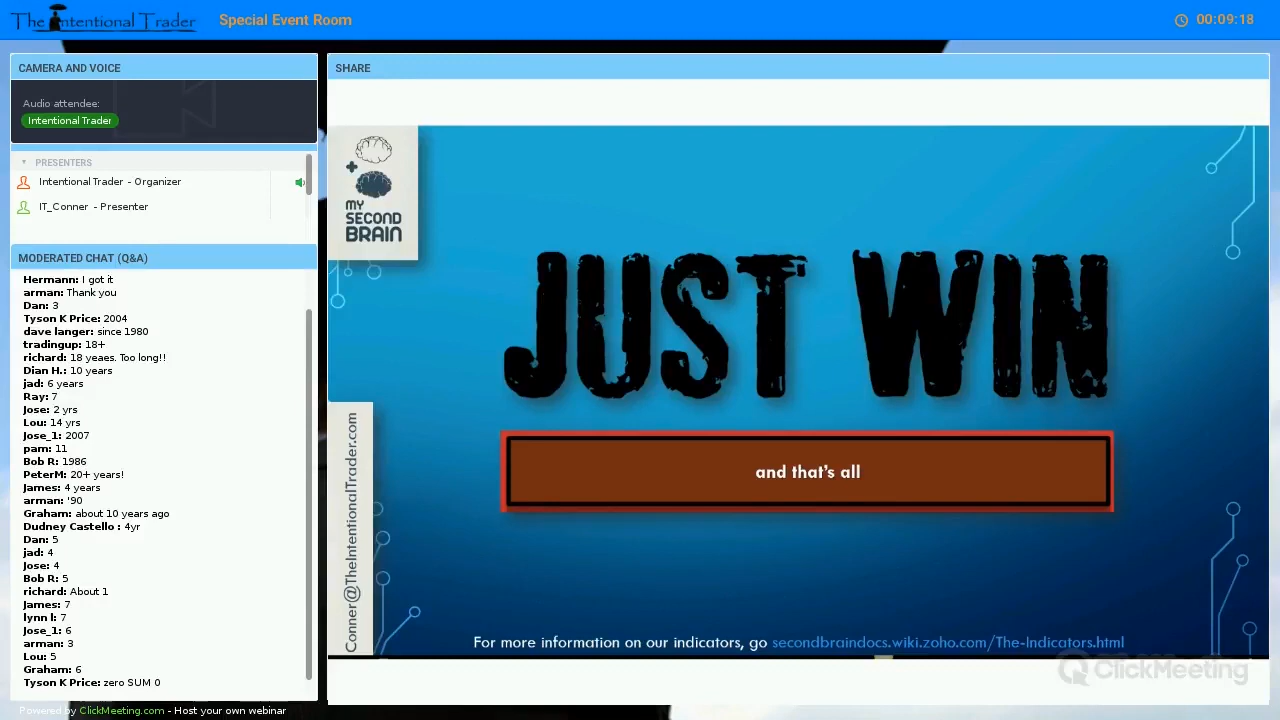 The Intentional Trader
Special Event Room
00:09:18
CAMERA AND VOICE
Audio attendee:
Intentional Trader
PRESENTERS
Intentional Trader - Organizer
IT_Conner - Presenter
MODERATED CHAT (Q&A)
Hermann: I got it
arman: Thank you
Dan: 3
Tyson K Price: 2004
dave langer: since 1980
tradingup: 18+
richard: 18 yeaes. Too long!!
Dian H.: 10 years
jad: 6 years
Ray: 7
Jose: 2 yrs
Lou: 14 yrs
Jose_1: 2007
pam: 11
Bob R: 1986
PeterM: 20+ years!
James: 4 years
arman: '90
Graham: about 10 years ago
Dudney Castello : 4yr
Dan: 5
jad: 4
Jose: 4
Bob R: 5
richard: About 1
James: 7
lynn l: 7
Jose_1: 6
arman: 3
Lou: 5
Graham: 6
Tyson K Price: zero SUM 0
Powered by ClickMeeting.com - Host your own webinar
SHARE
MY
SECOND
BRAIN
JUST WIN
and that's all
Conner@TheIntentionalTrader.com
For more information on our indicators, go secondbraindocs.wiki.zoho.com/The-Indicators.html
ClickMeeting